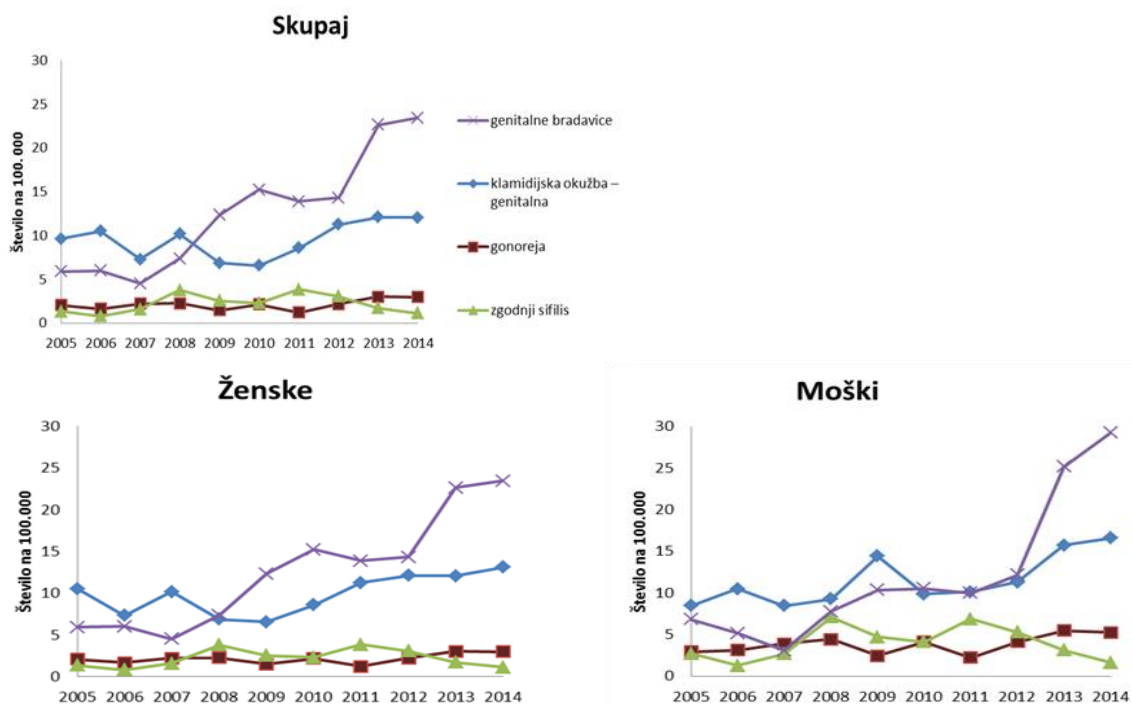 Skupaj
Število na 100. 000
30
25
20
15
10
5
0
2005 2006 2007 2008 2009 2010 2011 2012 2013 2014
genitalne bradavice
klamidijska okužba –
genitalna
gonoreja
zgodnji sifilis
Ženske
Število na 100.000
30
25
20
15
10
5
0
2005 2006 2007 2008 2009 2010 2011 2012 2013 2014
Moški
Število na 100.000
30
25
20
15
10
5
0
2005 2006 2007 2008 2009 2010 2011 2012 2013 2014